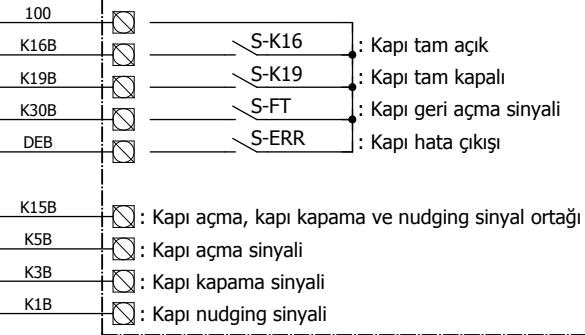 100
K16B S-K16 : Kapı tam açık
K19B S-K19 : Kapı tam kapalı
K30B S-FT : Kapı geri açma sinyali
DEB S-ERR : Kapı hata çıkışı
K15B : Kapı açma, kapı kapama ve nudging sinyal ortağı
K5B : Kapı açma sinyali
K3B : Kapı kapama sinyali
K1B : Kapı nudging sinyali